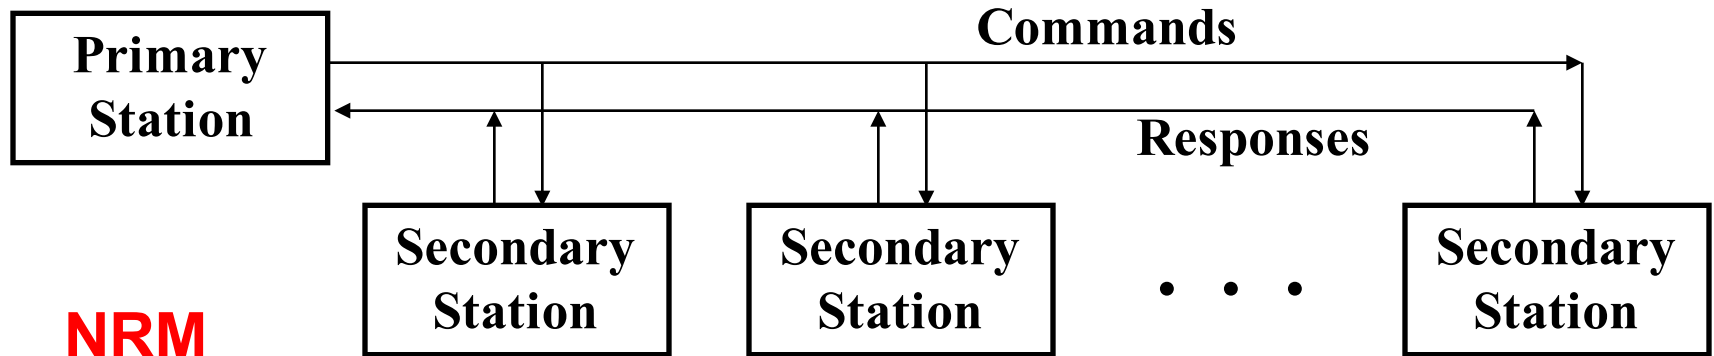 Commands
Primary
Station
Responses
Secondary
Station
Secondary
Station
. . .
Secondary
Station
NRM